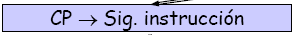 CP → Sig. instrucción